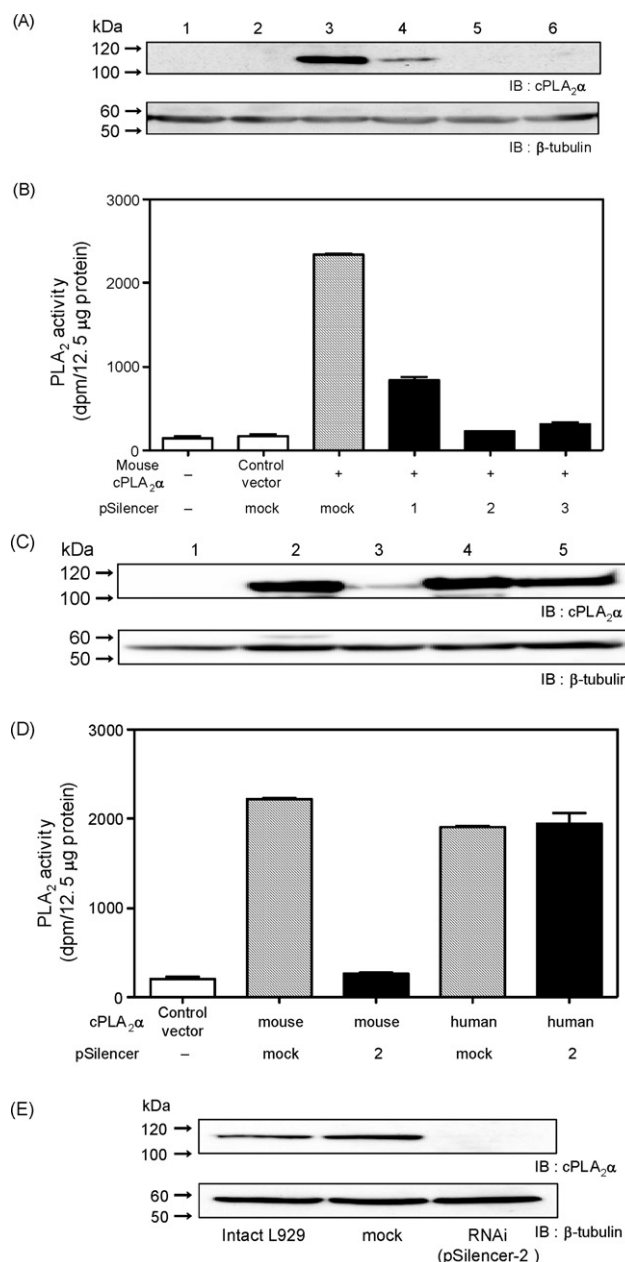 (A)
kDa 1 2 3 4 5 6
120 →
100 →
IB : cPLA₂α
60 →
50 →
IB : β-tubulin
(B)
3000
2000
1000
0
PLA₂ activity
(dpm/12. 5 µg protein)
Mouse cPLA₂α – Control vector + + + +
pSilencer – mock mock 1 2 3
(C)
kDa 1 2 3 4 5
120 →
100 →
IB : cPLA₂α
60 →
50 →
IB : β-tubulin
(D)
3000
2000
1000
0
PLA₂ activity
(dpm/12. 5 µg protein)
cPLA₂α Control vector mouse mouse human human
pSilencer – mock 2 mock 2
(E)
kDa
120 →
100 →
IB : cPLA₂α
60 →
50 →
Intact L929 mock RNAi (pSilencer-2 ) IB : β-tubulin